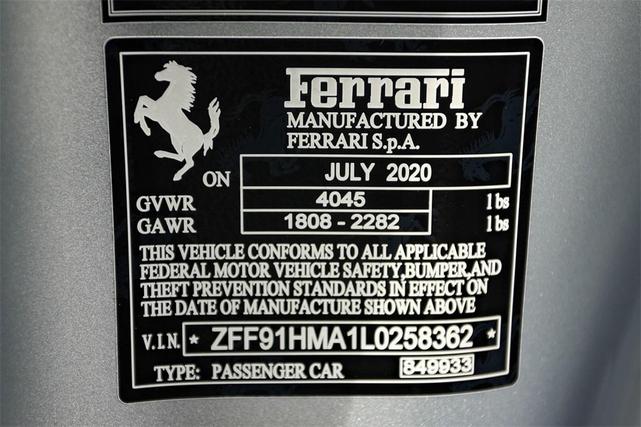 Ferrari
MANUFACTURED BY
FERRARI S.p.A.
ON JULY 2020
GVWR 4045 lbs
GAWR 1808 - 2282 lbs
THIS VEHICLE CONFORMS TO ALL APPLICABLE
FEDERAL MOTOR VEHICLE SAFETY,BUMPER,AND
THEFT PREVENTION STANDARDS IN EFFECT ON
THE DATE OF MANUFACTURE SHOWN ABOVE
V.I.N. * ZFF91HMA1L0258362 *
TYPE: PASSENGER CAR 849933